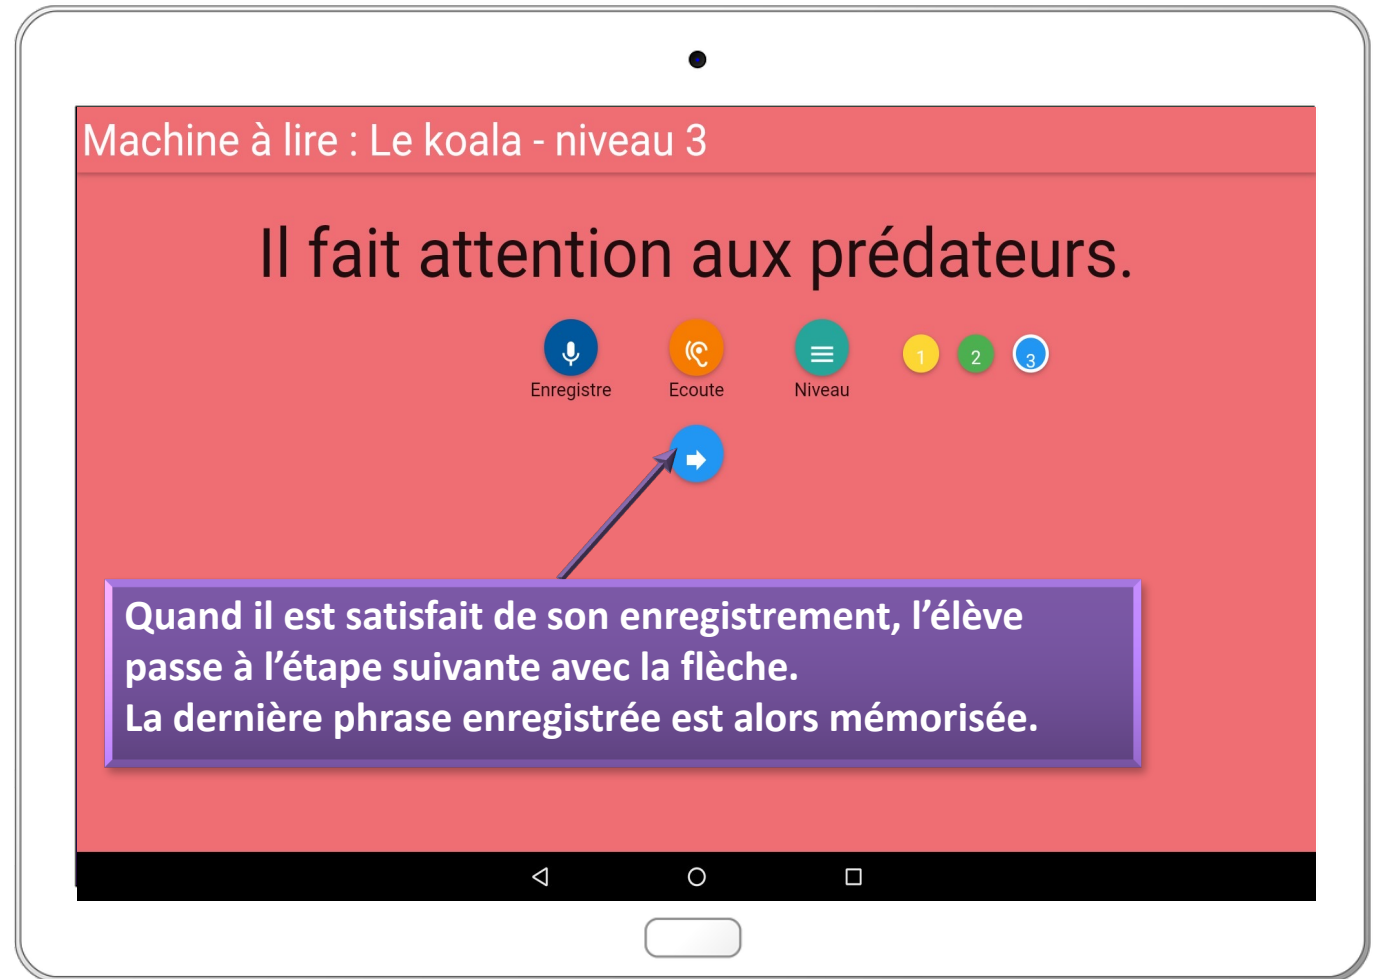 Machine à lire : Le koala - niveau 3
Il fait attention aux prédateurs.
1 2 3
Enregistre Ecoute Niveau
Quand il est satisfait de son enregistrement, l’élève
passe à l’étape suivante avec la flèche.
La dernière phrase enregistrée est alors mémorisée.